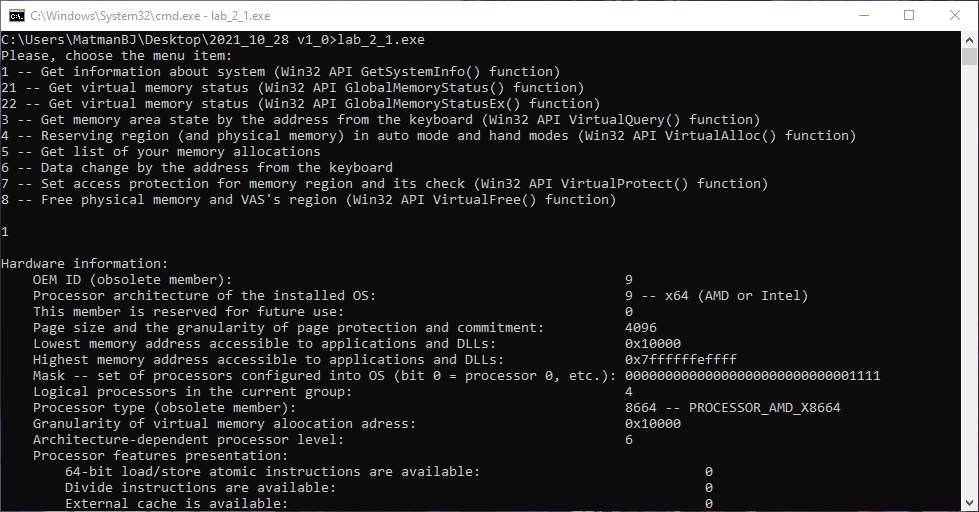 C:\Windows\System32\cmd.exe - lab_2_1.exe
C:\Users\MatmanBJ\Desktop\2021_10_28 v1_0>lab_2_1.exe
Please, choose the menu item:
1 -- Get information about system (Win32 API GetSystemInfo() function)
21 -- Get virtual memory status (Win32 API GlobalMemoryStatus() function)
22 -- Get virtual memory status (Win32 API GlobalMemoryStatusEx() function)
3 -- Get memory area state by the address from the keyboard (Win32 API VirtualQuery() function)
4 -- Reserving region (and physical memory) in auto mode and hand modes (Win32 API VirtualAlloc() function)
5 -- Get list of your memory allocations
6 -- Data change by the address from the keyboard
7 -- Set access protection for memory region and its check (Win32 API VirtualProtect() function)
8 -- Free physical memory and VAS's region (Win32 API VirtualFree() function)
1
Hardware information:
OEM ID (obsolete member): 9
Processor architecture of the installed OS: 9 -- x64 (AMD or Intel)
This member is reserved for future use: 0
Page size and the granularity of page protection and commitment: 4096
Lowest memory address accessible to applications and DLLs: 0x10000
Highest memory address accessible to applications and DLLs: 0x7ffffffeffff
Mask -- set of processors configured into OS (bit 0 = processor 0, etc.): 00000000000000000000000000001111
Logical processors in the current group: 4
Processor type (obsolete member): 8664 -- PROCESSOR_AMD_X8664
Granularity of virtual memory aloocation adress: 0x10000
Architecture-dependent processor level: 6
Processor features presentation:
64-bit load/store atomic instructions are available: 0
Divide instructions are available: 0
External cache is available: 0